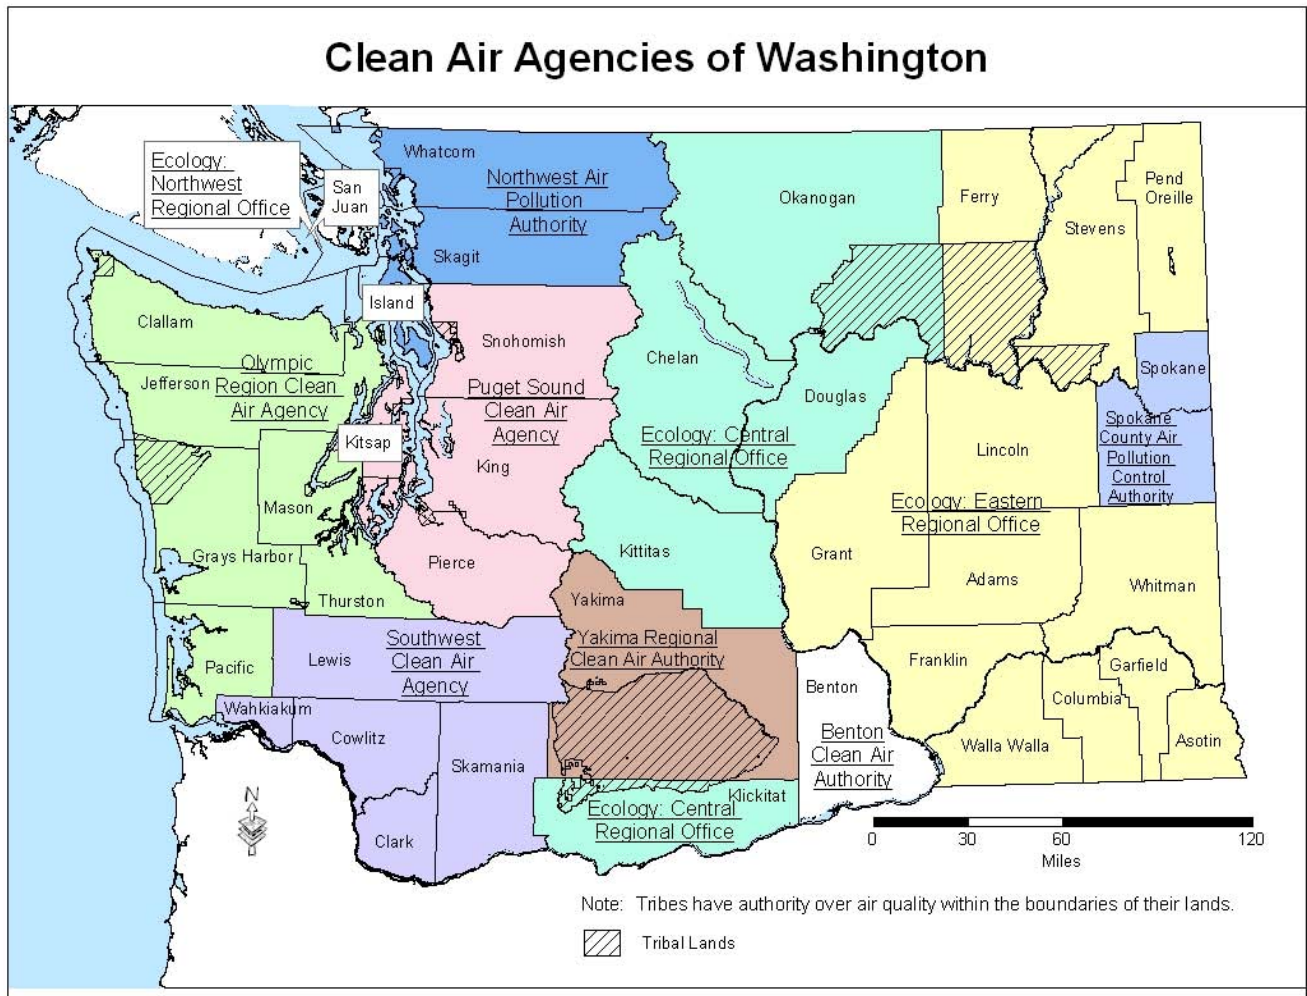 Clean Air Agencies of Washington
Ecology:
Northwest
Regional Office
San
Juan
Whatcom
Northwest Air
Pollution
Authority
Skagit
Island
Okanogan
Ferry
Stevens
Pend
Oreille
Clallam
Jefferson
Olympic
Region Clean
Air Agency
Snohomish
Puget Sound
Clean Air
Agency
King
Kitsap
Chelan
Douglas
Ecology: Central
Regional Office
Spokane
Spokane
County Air
Pollution
Control
Authority
Lincoln
Ecology: Eastern
Regional Office
Mason
Grays Harbor
Thurston
Pierce
Kittitas
Grant
Adams
Whitman
Yakima
Yakima Regional
Clean Air Authority
Pacific
Lewis
Southwest
Clean Air
Agency
Wahkiakum
Cowlitz
Skamania
Clark
Benton
Benton
Clean Air
Authority
Franklin
Walla Walla
Columbia
Garfield
Asotin
Klickitat
Ecology: Central
Regional Office
N
0 30 60 120
Miles
Note: Tribes have authority over air quality within the boundaries of their lands.
Tribal Lands